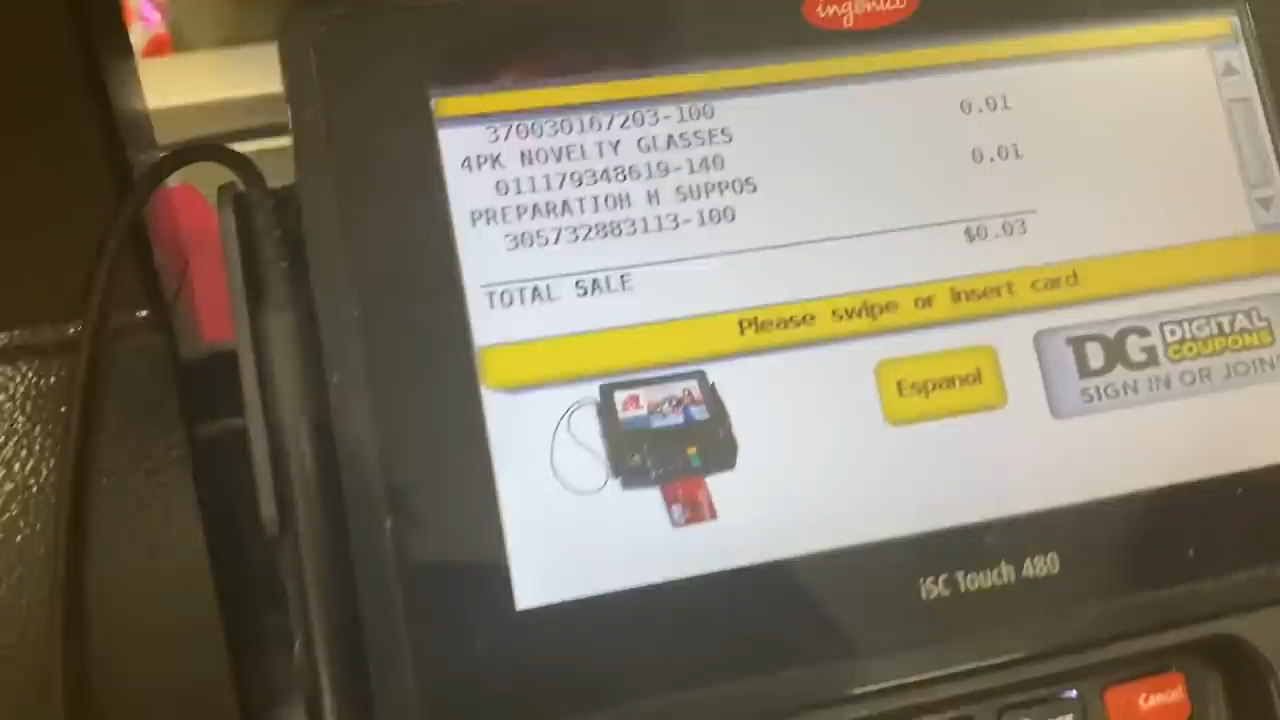 ingenico
370030167203-100 0.01
4PK NOVELTY GLASSES
011179348619-140 0.01
PREPARATION H SUPPOS
305732883113-100
$0.03
TOTAL SALE
Please swipe or insert card
Espanol
DG DIGITAL
COUPONS
SIGN IN OR JOIN
iSC Touch 480
Cancel